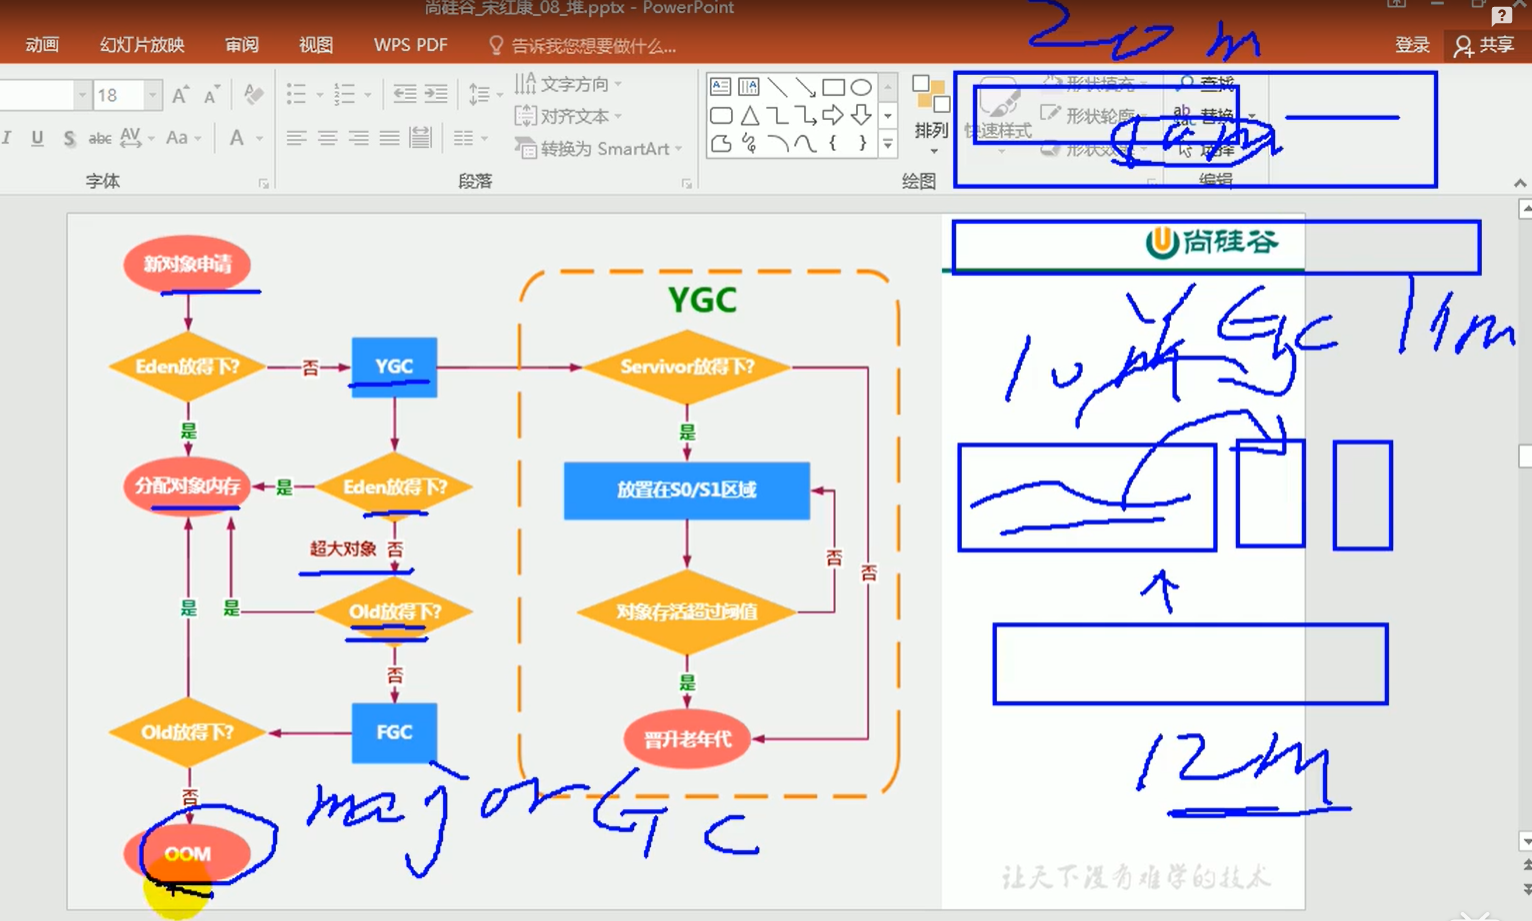 尚硅谷_宋红康_08_堆.pptx - PowerPoint
20 m
动画 幻灯片放映 审阅 视图 WPS PDF 告诉我您想要做什么... 登录 共享
18 A A 文字方向 形状填充 查找
I U S abc AV Aa A 对齐文本 排列 快速样式 形状轮廓 替换
转换为 SmartArt 形状效果 选择
字体 段落 绘图 编辑
尚硅谷
新对象申请
YGC
YGC 11m
10m
Eden放得下?
否
YGC
Servivor放得下?
是
是
分配对象内存
是
Eden放得下?
放置在S0/S1区域
超大对象
否
否
否
是
是
Old放得下?
对象存活超过阈值
否
是
Old放得下?
FGC
晋升老年代
12m
否
major GC
OOM
让天下没有难学的技术